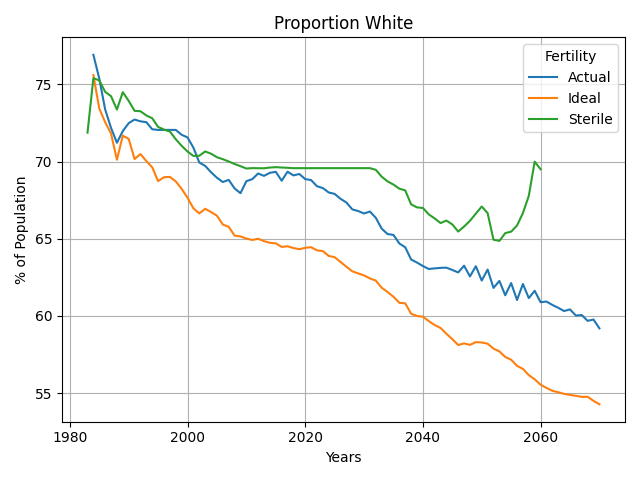 Proportion White
% of Population
75
70
65
60
55
Fertility
Actual
Ideal
Sterile
1980
2000
2020
2040
2060
Years